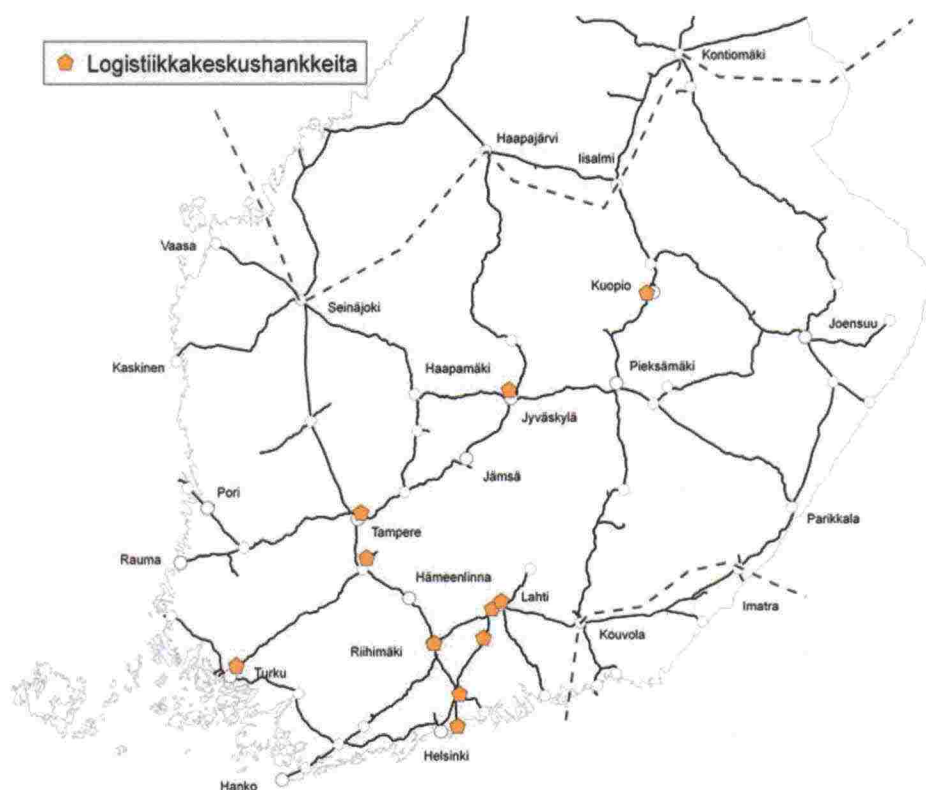 Logistiikkakeskushankkeita
Kontiomäki
Haapajärvi
Iisalmi
Vaasa
Kuopio
Seinäjoki
Joensuu
Kaskinen
Haapamäki
Pieksämäki
Jyväskylä
Jämsä
Pori
Parikkala
Tampere
Rauma
Hämeenlinna
Lahti
Imatra
Kouvola
Riihimäki
Turku
Helsinki
Hanko